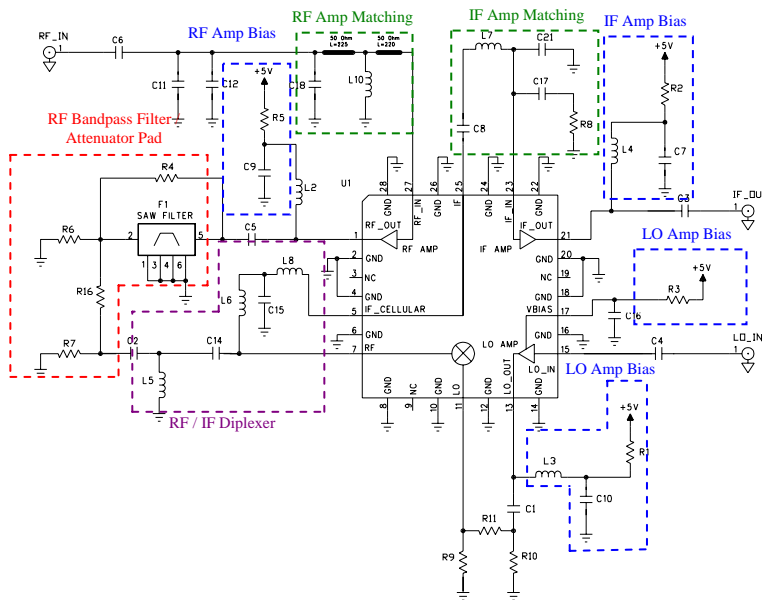 RF Amp Matching
IF Amp Matching
RF Amp Bias
IF Amp Bias
RF_IN
1
C6
50 Ohm
L=225
50 Ohm
L=220
L7
C21
+5V
C11
C12
+5V
C18
L10
C17
R2
RF Bandpass Filter
Attenuator Pad
R5
C8
R8
L4
C7
R4
C9
L2
U1
28
27
26
25
24
23
22
GND
RF_IN
GND
IF
GND
IF_IN
GND
C3
IF_OU
1
F1
SAW FILTER
R6
2
5
1
3
4
6
C5
1
RF_OUT
RF AMP
IF_OUT
IF AMP
21
LO Amp Bias
2
GND
GND
20
+5V
L8
3
NC
NC
19
R16
L6
C15
4
GND
GND
18
R3
5
IF_CELLULAR
VBIAS
17
C16
6
GND
GND
16
LO_IN
R7
C2
C14
7
RF
LO AMP
LO_IN
15
C4
1
L5
GND
NC
GND
LO
GND
LO_OUT
GND
8
9
10
11
12
13
14
LO Amp Bias
RF / IF Diplexer
+5V
L3
R1
C10
C1
R11
R9
R10